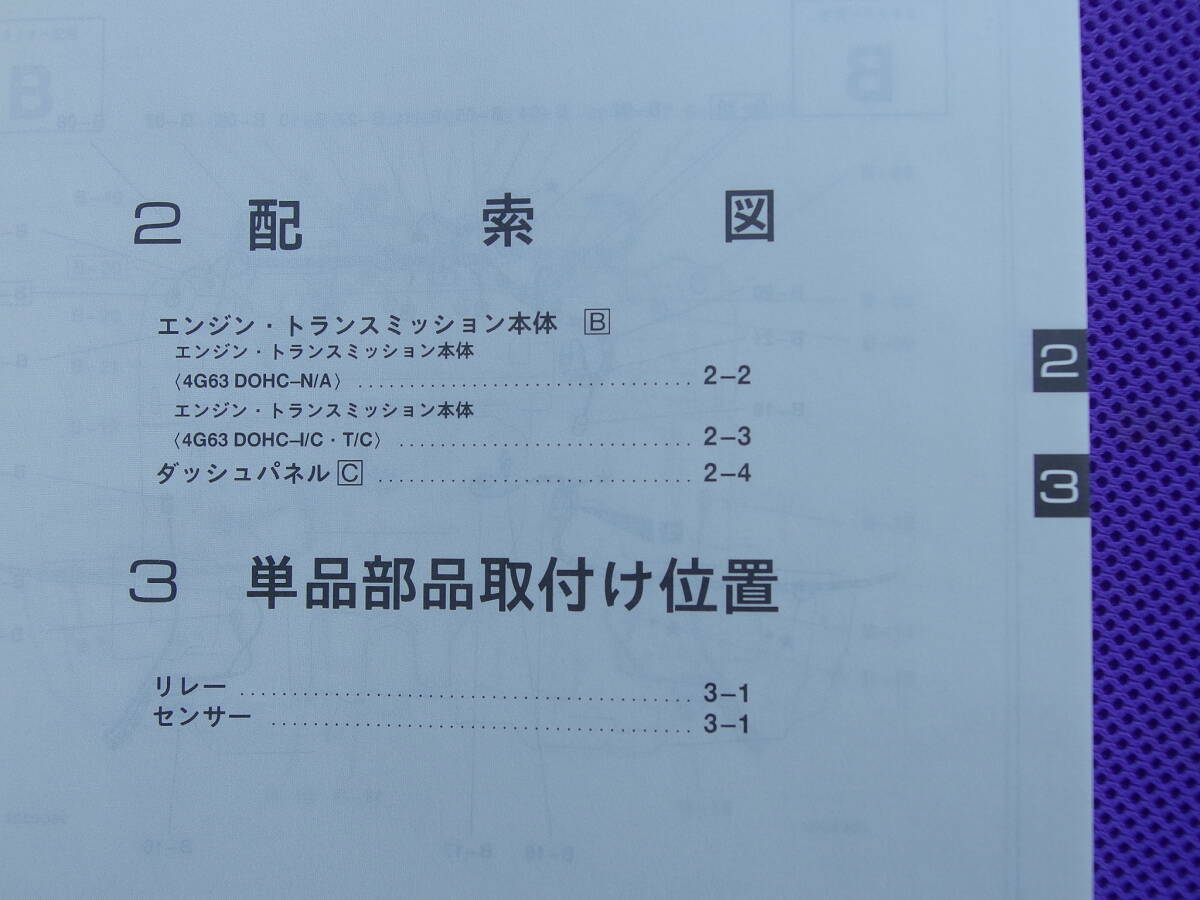 2 配索図
エンジン・トランスミッション本体 B
エンジン・トランスミッション本体
〈4G63 DOHC–N/A〉 ................................ 2–2
エンジン・トランスミッション本体
〈4G63 DOHC–I/C・T/C〉 ............................ 2–3
ダッシュパネル C .............................. 2–4
2
3
3 単品部品取付け位置
リレー ........................................... 3–1
センサー ........................................ 3–1
B–16
B–17
B–18